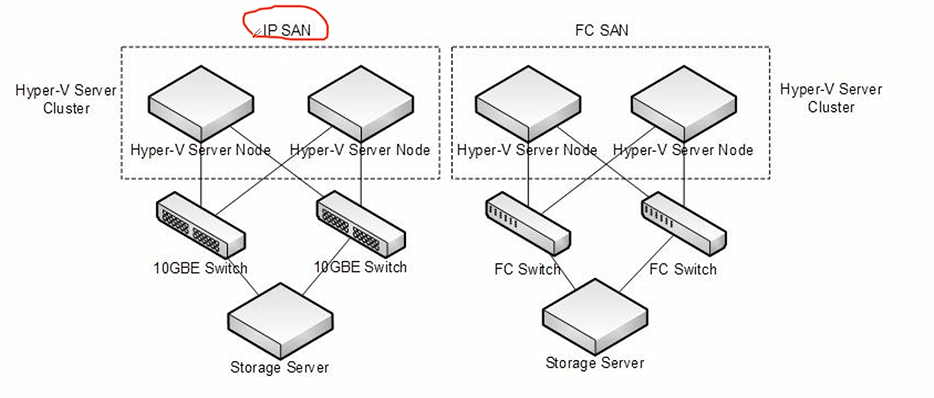 IP SAN
FC SAN
Hyper-V Server
Cluster
Hyper-V Server Node
Hyper-V Server Node
Hyper-V Server Node
Hyper-V Server Node
Hyper-V Server
Cluster
10GBE Switch
10GBE Switch
FC Switch
FC Switch
Storage Server
Storage Server